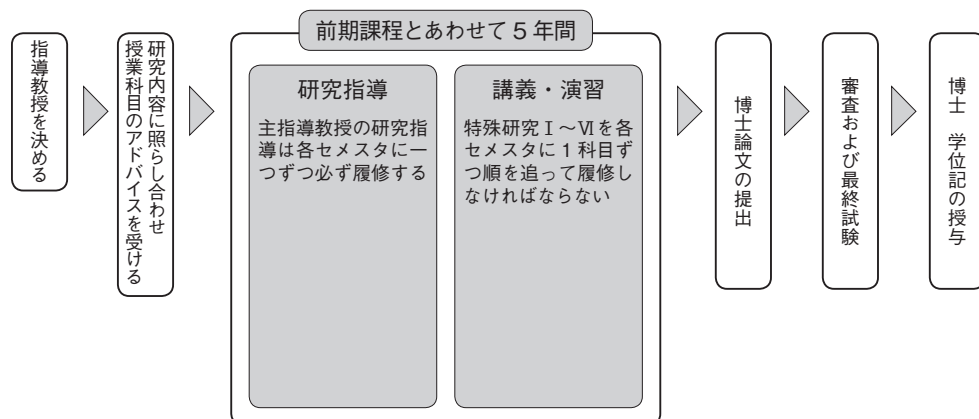 指導教授を決める
研究内容に照らし合わせ
授業科目のアドバイスを受ける
前期課程とあわせて5年間
研究指導
主指導教授の研究指
導は各セメスタに一
つずつ必ず履修する
講義・演習
特殊研究Ⅰ～Ⅵを各
セメスタに1科目ず
つ順を追って履修し
なければならない
博士論文の提出
審査および最終試験
博士 学位記の授与